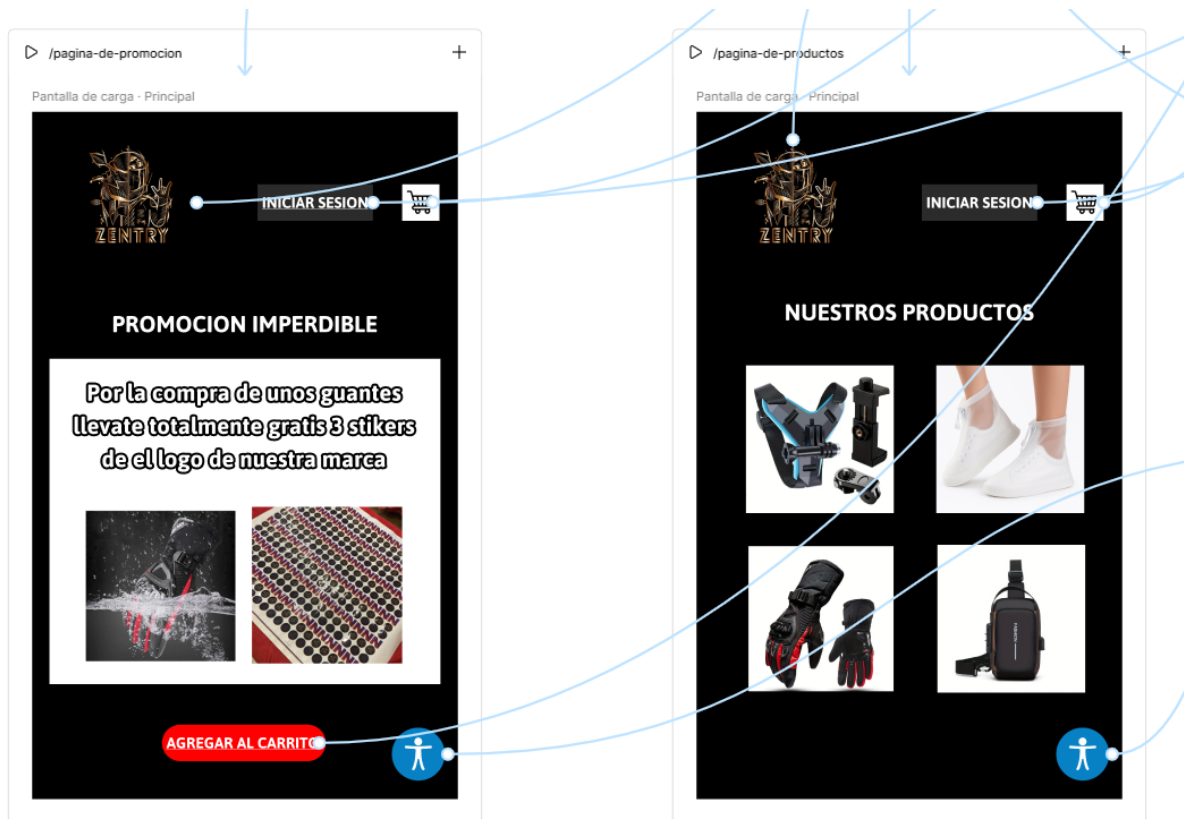 /pagina-de-promocion
Pantalla de carga - Principal
ZENTRY
INICIAR SESION
PROMOCION IMPERDIBLE
Por la compra de unos guantes
llevate totalmente gratis 3 stikers
de el logo de nuestra marca
AGREGAR AL CARRITO
/pagina-de-productos
Pantalla de carga - Principal
ZENTRY
INICIAR SESION
NUESTROS PRODUCTOS